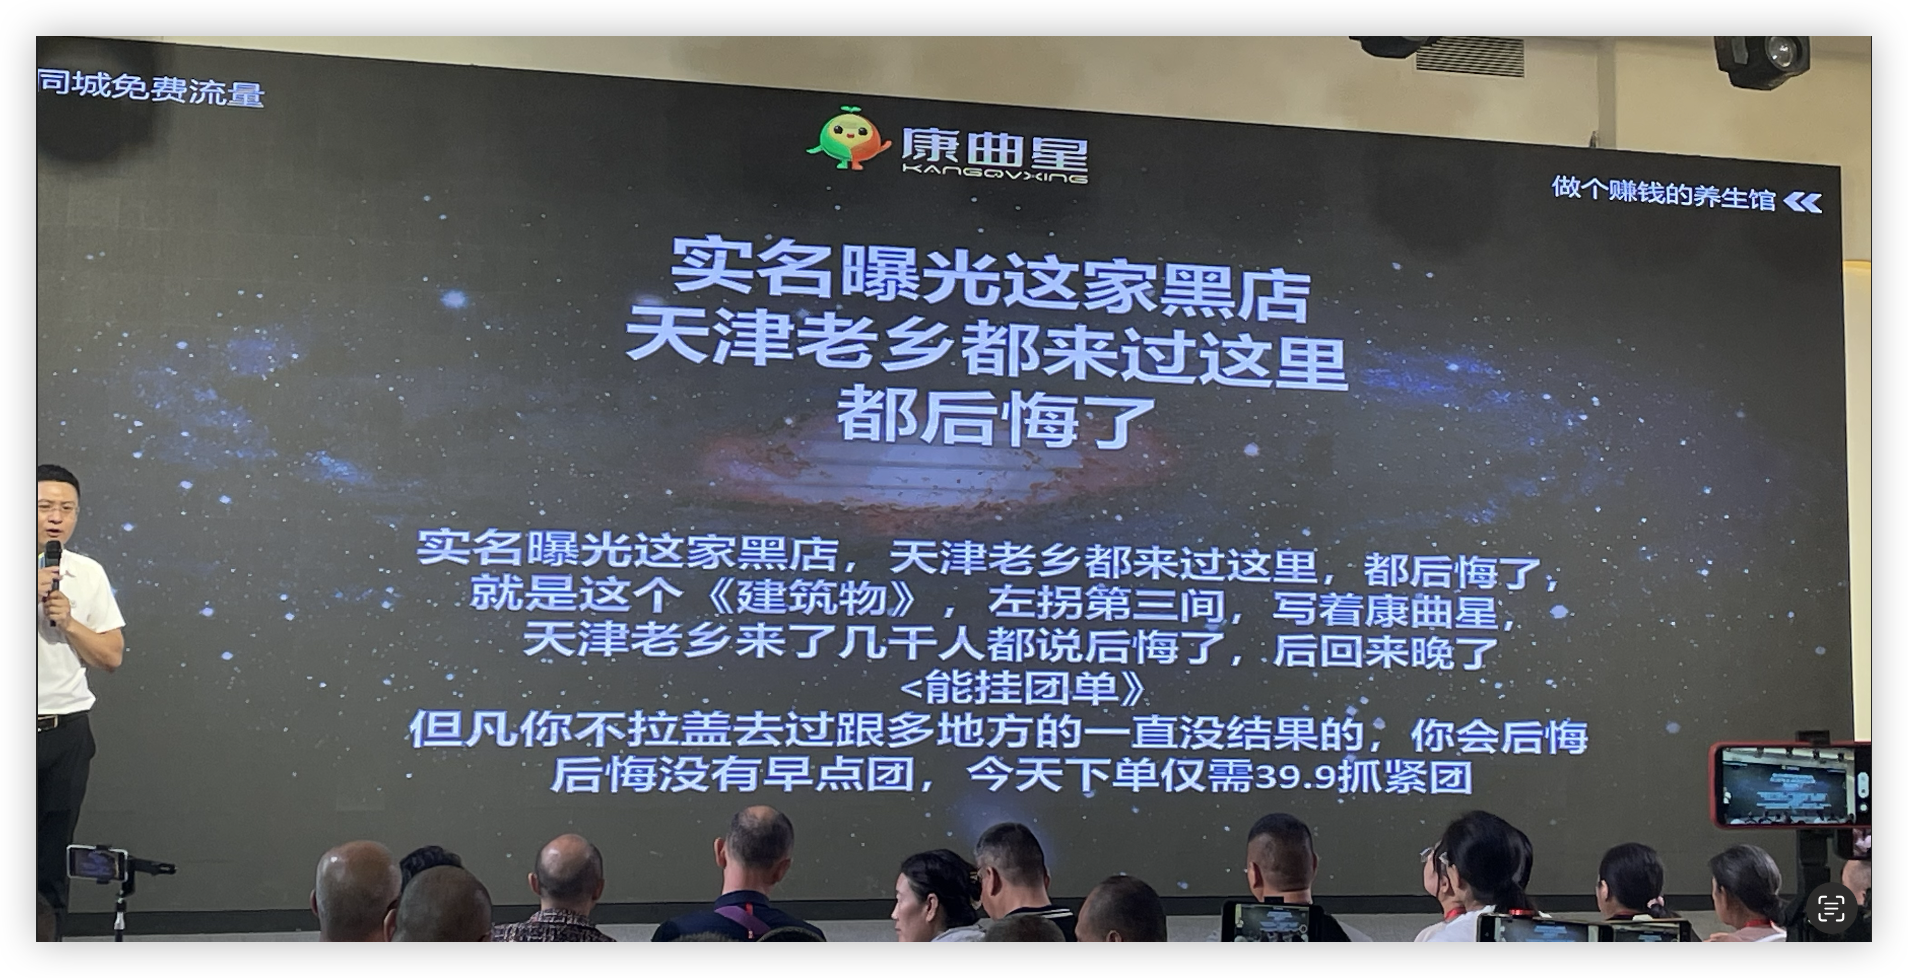 同城免费流量
康曲星
KANGQVXING
做个赚钱的养生馆
实名曝光这家黑店
天津老乡都来过这里
都后悔了
实名曝光这家黑店，天津老乡都来过这里，都后悔了，
就是这个《建筑物》，左拐第三间，写着康曲星，
天津老乡来了几千人都说后悔了，后回来晚了
<能挂团单》
但凡你不拉盖去过跟多地方的一直没结果的，你会后悔
后悔没有早点团，今天下单仅需39.9抓紧团